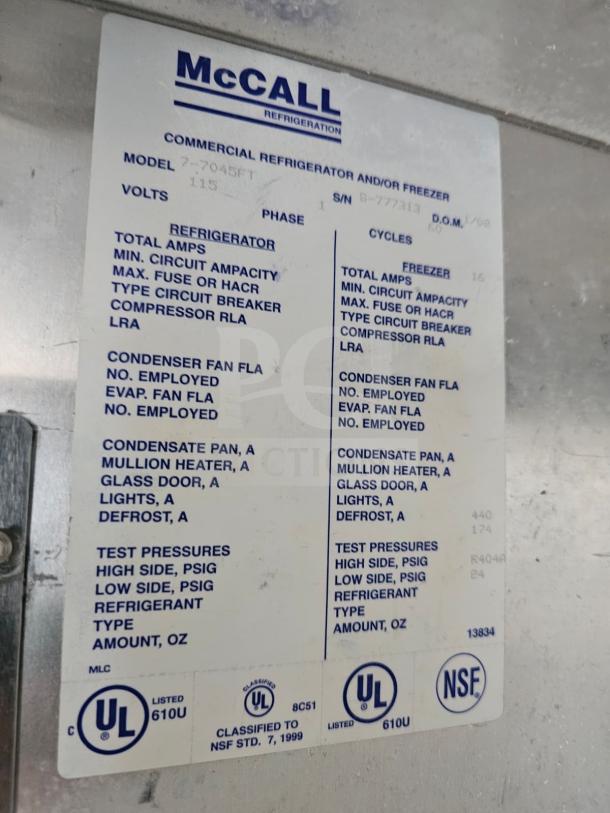 McCALL
REFRIGERATION
COMMERCIAL REFRIGERATOR AND/OR FREEZER
MODEL 7-7045FT S/N 8-777313 D.O.M.
VOLTS 115 PHASE 1 CYCLES 60
REFRIGERATOR
TOTAL AMPS
MIN. CIRCUIT AMPACITY
MAX. FUSE OR HACR
TYPE CIRCUIT BREAKER
COMPRESSOR RLA
LRA
CONDENSER FAN FLA
NO. EMPLOYED
EVAP. FAN FLA
NO. EMPLOYED
CONDENSATE PAN, A
MULLION HEATER, A
GLASS DOOR, A
LIGHTS, A
DEFROST, A
TEST PRESSURES
HIGH SIDE, PSIG
LOW SIDE, PSIG
REFRIGERANT
TYPE
AMOUNT, OZ
FREEZER 16
TOTAL AMPS
MIN. CIRCUIT AMPACITY
MAX. FUSE OR HACR
TYPE CIRCUIT BREAKER
COMPRESSOR RLA
LRA
CONDENSER FAN FLA
NO. EMPLOYED
EVAP. FAN FLA
NO. EMPLOYED
CONDENSATE PAN, A
MULLION HEATER, A
GLASS DOOR, A
LIGHTS, A
DEFROST, A 440
174
TEST PRESSURES
HIGH SIDE, PSIG R404A
LOW SIDE, PSIG 24
REFRIGERANT
TYPE
AMOUNT, OZ
13834
MLC
C UL ® LISTED 610U
CLASSIFIED UL ® 8C51
CLASSIFIED TO
NSF STD. 7, 1999
UL ® LISTED 610U
NSF®